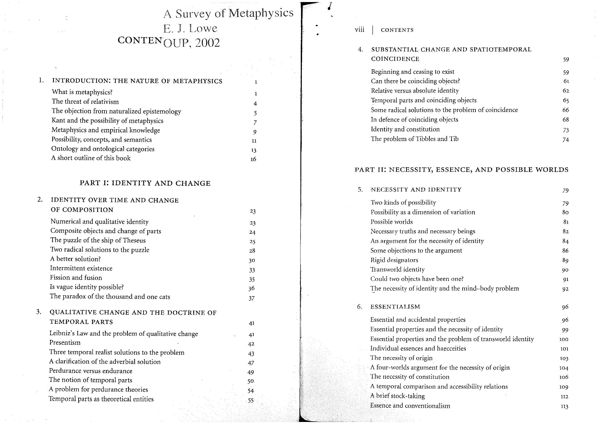 A Survey of Metaphysics
E. J. Lowe
CONTEN OUP, 2002
1. INTRODUCTION: THE NATURE OF METAPHYSICS 1
What is metaphysics? 1
The threat of relativism 4
The objection from naturalized epistemology 5
Kant and the possibility of metaphysics 7
Metaphysics and empirical knowledge 9
Possibility, concepts, and semantics 11
Ontology and ontological categories 13
A short outline of this book 16
PART I: IDENTITY AND CHANGE
2. IDENTITY OVER TIME AND CHANGE
OF COMPOSITION 23
Numerical and qualitative identity 23
Composite objects and change of parts 24
The puzzle of the ship of Theseus 25
Two radical solutions to the puzzle 28
A better solution? 30
Intermittent existence 33
Fission and fusion 35
Is vague identity possible? 36
The paradox of the thousand and one cats 37
3. QUALITATIVE CHANGE AND THE DOCTRINE OF
TEMPORAL PARTS 41
Leibniz's Law and the problem of qualitative change 41
Presentism 42
Three temporal realist solutions to the problem 43
A clarification of the adverbial solution 47
Perdurance versus endurance 49
The notion of temporal parts 50
A problem for perdurance theories 54
Temporal parts as theoretical entities 55
viii | CONTENTS
4. SUBSTANTIAL CHANGE AND SPATIOTEMPORAL
COINCIDENCE 59
Beginning and ceasing to exist 59
Can there be coinciding objects? 61
Relative versus absolute identity 62
Temporal parts and coinciding objects 65
Some radical solutions to the problem of coincidence 66
In defence of coinciding objects 68
Identity and constitution 73
The problem of Tibbles and Tib 74
PART II: NECESSITY, ESSENCE, AND POSSIBLE WORLDS
5. NECESSITY AND IDENTITY 79
Two kinds of possibility 79
Possibility as a dimension of variation 80
Possible worlds 81
Necessary truths and necessary beings 82
An argument for the necessity of identity 84
Some objections to the argument 86
Rigid designators 89
Transworld identity 90
Could two objects have been one? 91
The necessity of identity and the mind–body problem 92
6. ESSENTIALISM 96
Essential and accidental properties 96
Essential properties and the necessity of identity 99
Essential properties and the problem of transworld identity 100
Individual essences and haecceities 101
The necessity of origin 103
A four-worlds argument for the necessity of origin 104
The necessity of constitution 106
A temporal comparison and accessibility relations 109
A brief stock-taking 112
Essence and conventionalism 113